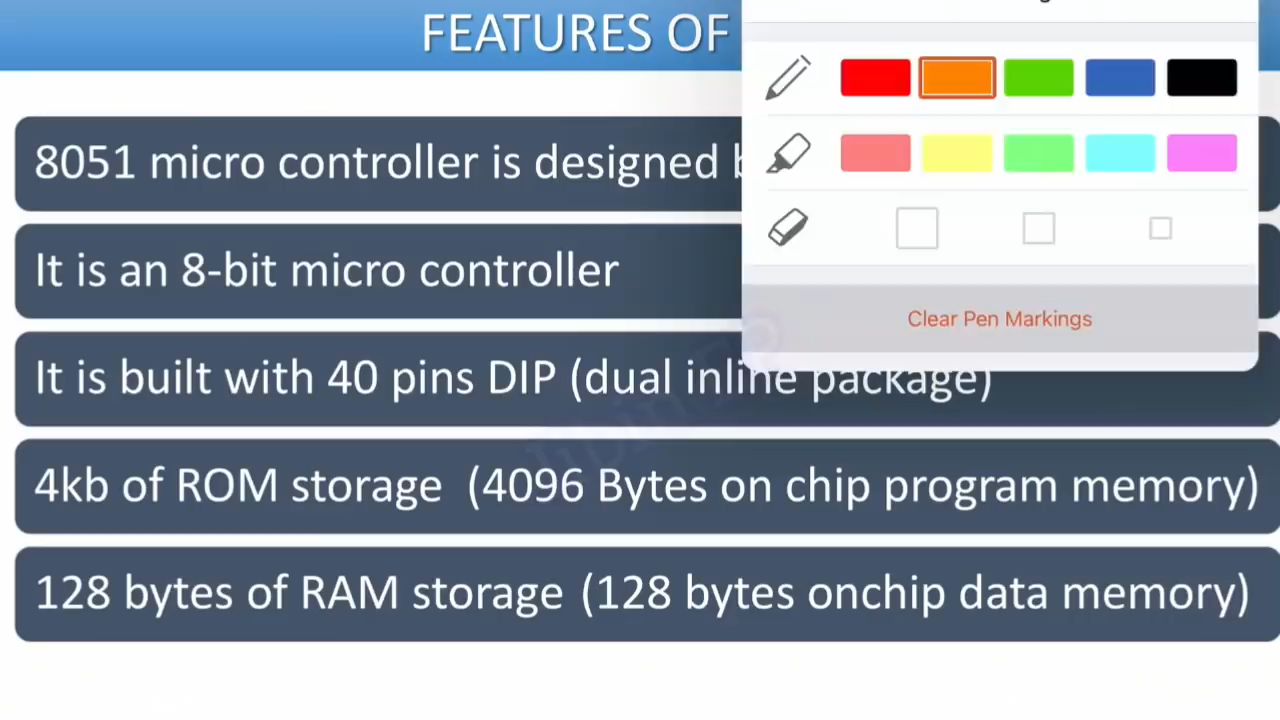 FEATURES OF
8051 micro controller is designed
It is an 8-bit micro controller
It is built with 40 pins DIP (dual inline package)
4kb of ROM storage (4096 Bytes on chip program memory)
128 bytes of RAM storage (128 bytes onchip data memory)
Clear Pen Markings